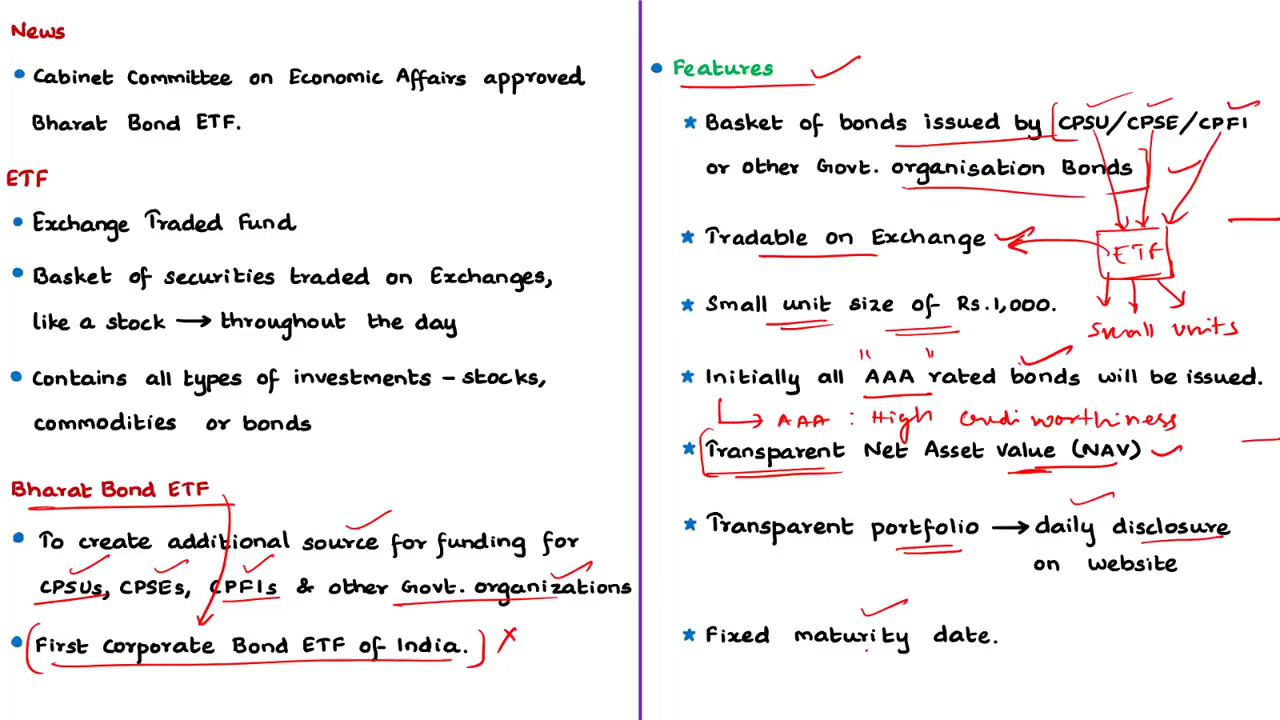 News
Cabinet Committee on Economic Affairs approved
Bharat Bond ETF.
ETF
Exchange Traded Fund
Basket of securities traded on Exchanges,
like a stock → throughout the day
Contains all types of investments – stocks,
commodities or bonds
Bharat Bond ETF
To create additional source for funding for
CPSUs, CPSEs, CPFIs & other Govt. organizations
(First Corporate Bond ETF of India.)
Features
Basket of bonds issued by [CPSU/CPSE/CPFI
or other Govt. organisation Bonds]
Tradable on Exchange
ETF
Small unit size of Rs.1,000.
Small units
Initially all "AAA" rated bonds will be issued.
AAA : High credi worthiness
Transparent Net Asset Value (NAV)
Transparent portfolio → daily disclosure
on website
Fixed maturity date.